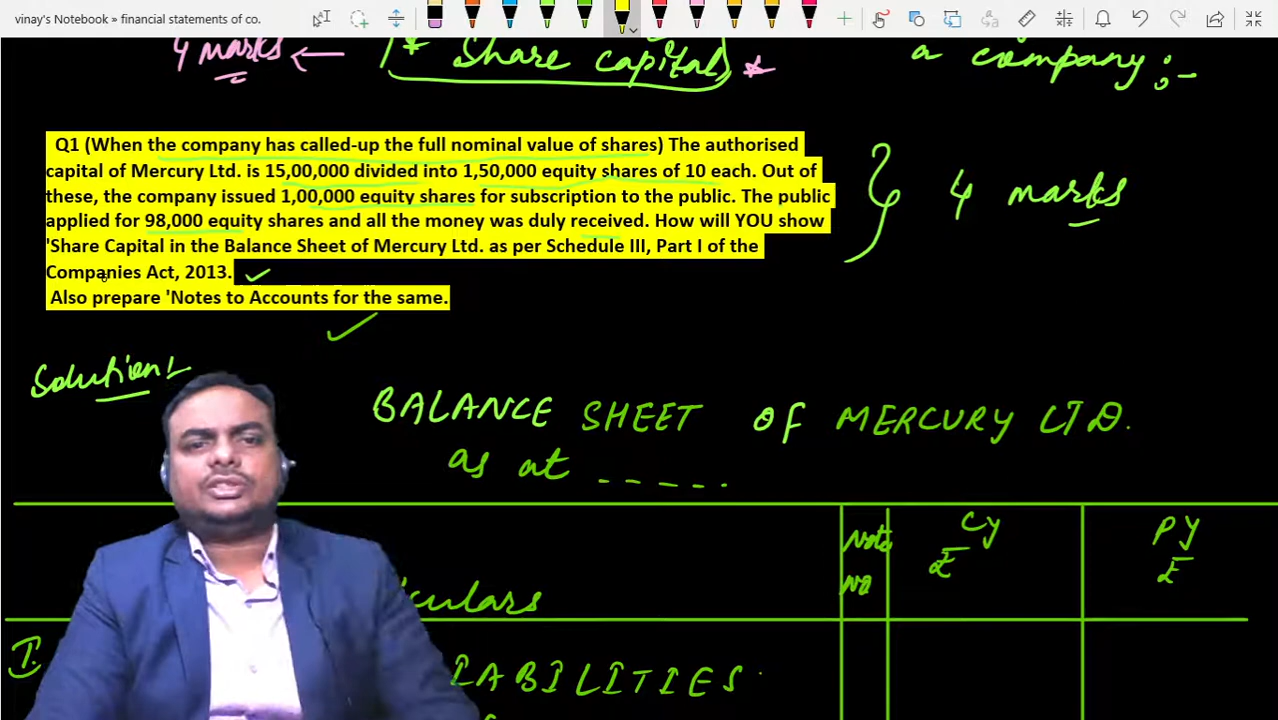 vinay's Notebook » financial statements of co.
4 marks ← * Share capital * a company :-
Q1 (When the company has called-up the full nominal value of shares) The authorised
capital of Mercury Ltd. is 15,00,000 divided into 1,50,000 equity shares of 10 each. Out of
these, the company issued 1,00,000 equity shares for subscription to the public. The public
applied for 98,000 equity shares and all the money was duly received. How will YOU show
'Share Capital in the Balance Sheet of Mercury Ltd. as per Schedule III, Part I of the
Companies Act, 2013.
Also prepare 'Notes to Accounts for the same.
4 marks
Solution:
BALANCE SHEET OF MERCURY LTD.
as at -----
Note No
Cy ₹
Py ₹
culars
I. IABILITIES